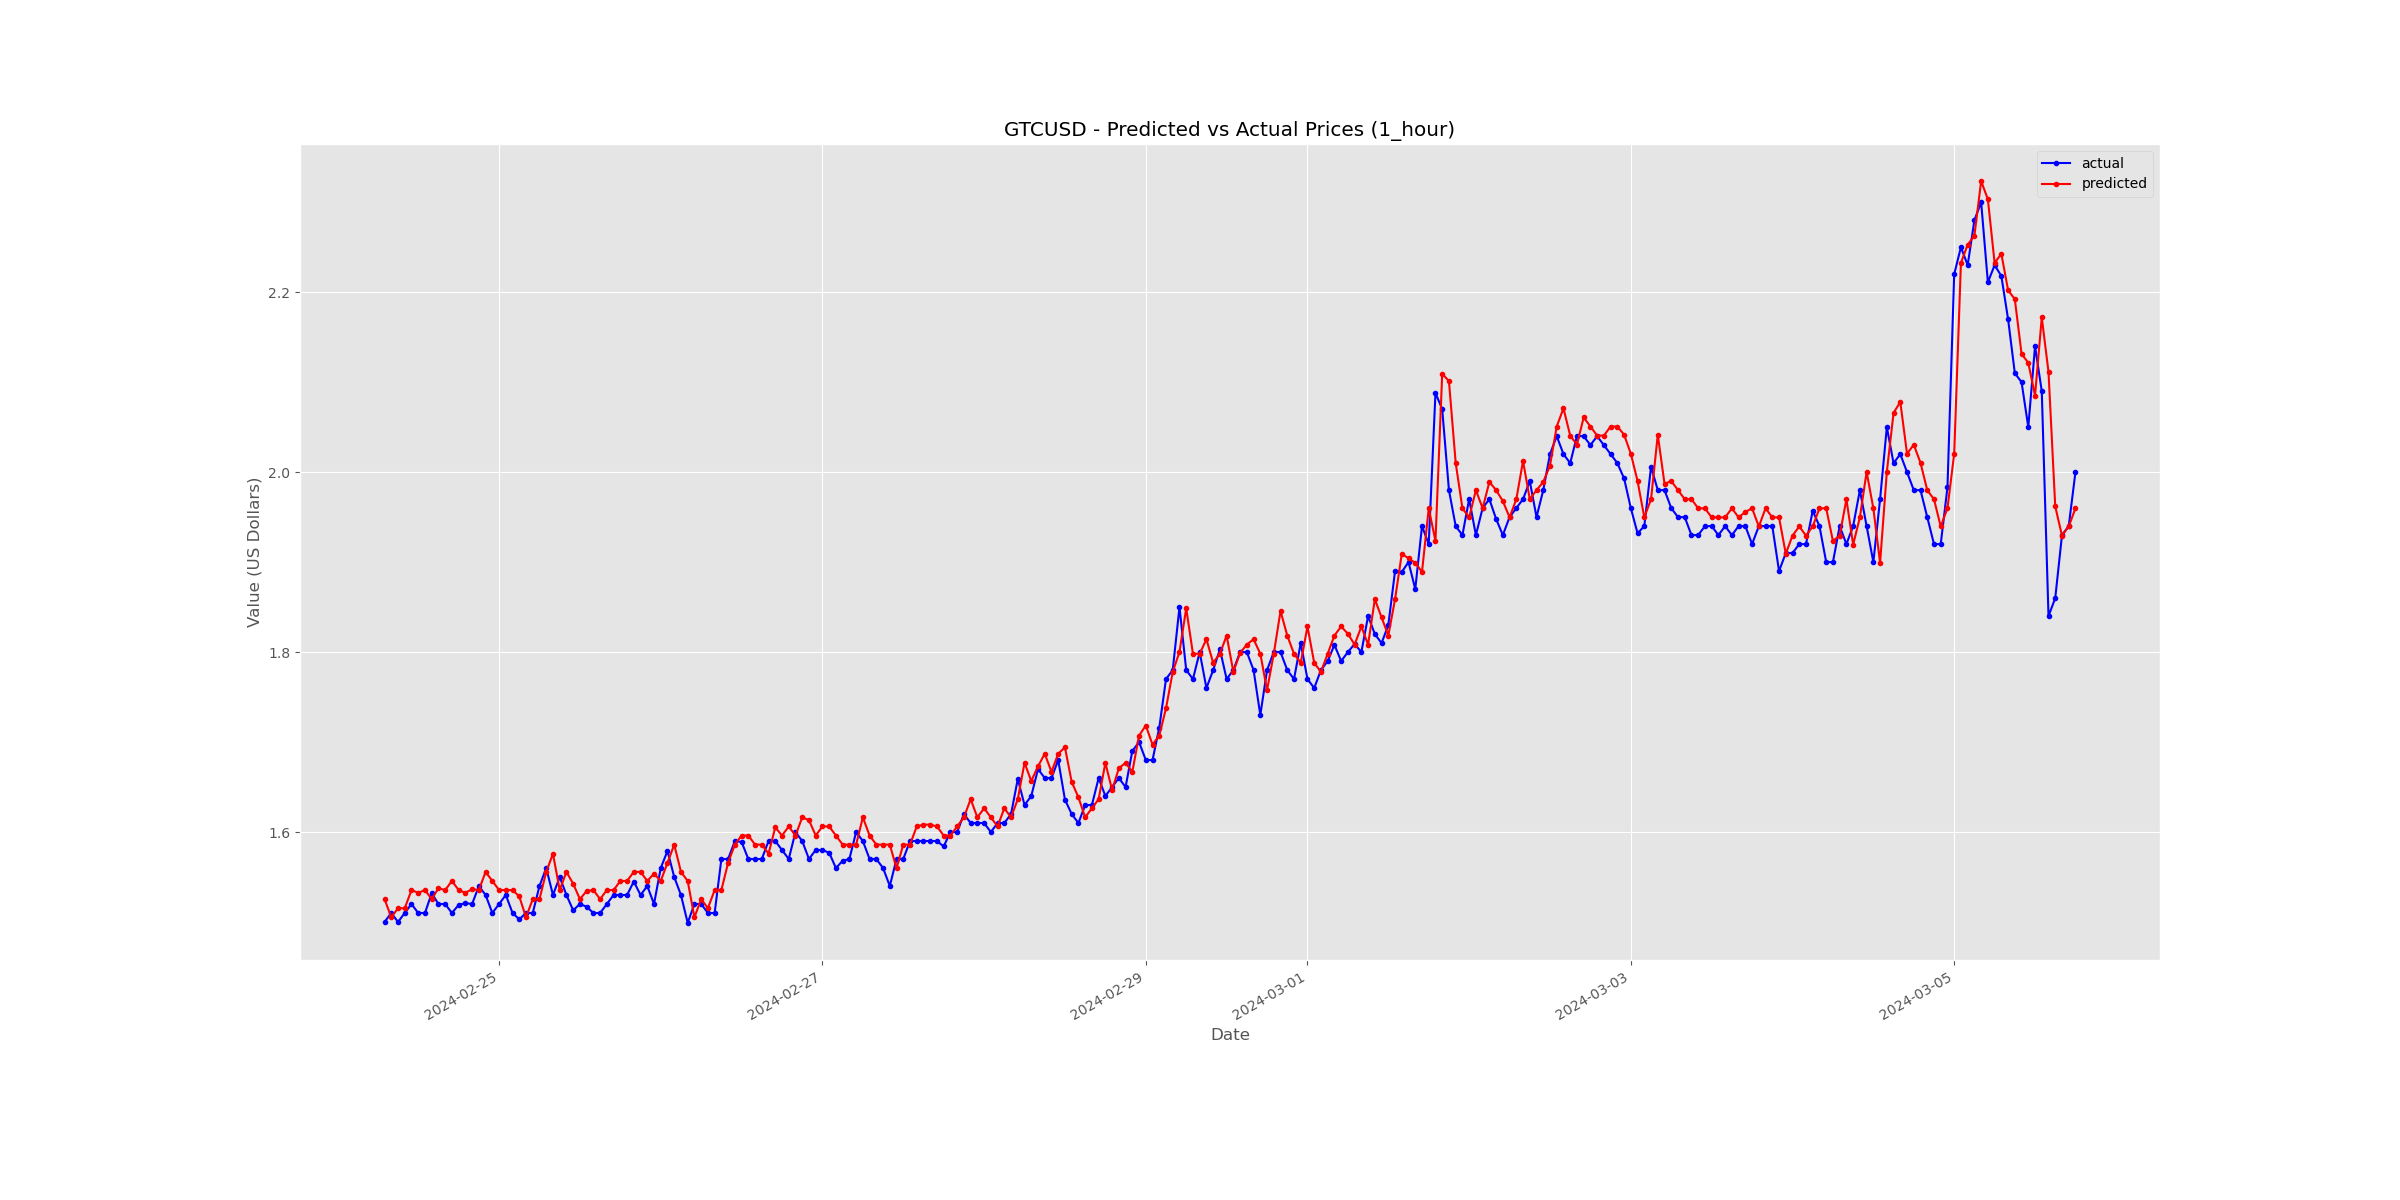 GTCUSD - Predicted vs Actual Prices (1_hour)
actual
predicted
Value (US Dollars)
2.2
2.0
1.8
1.6
2024-02-25
2024-02-27
2024-02-29
2024-03-01
2024-03-03
2024-03-05
Date